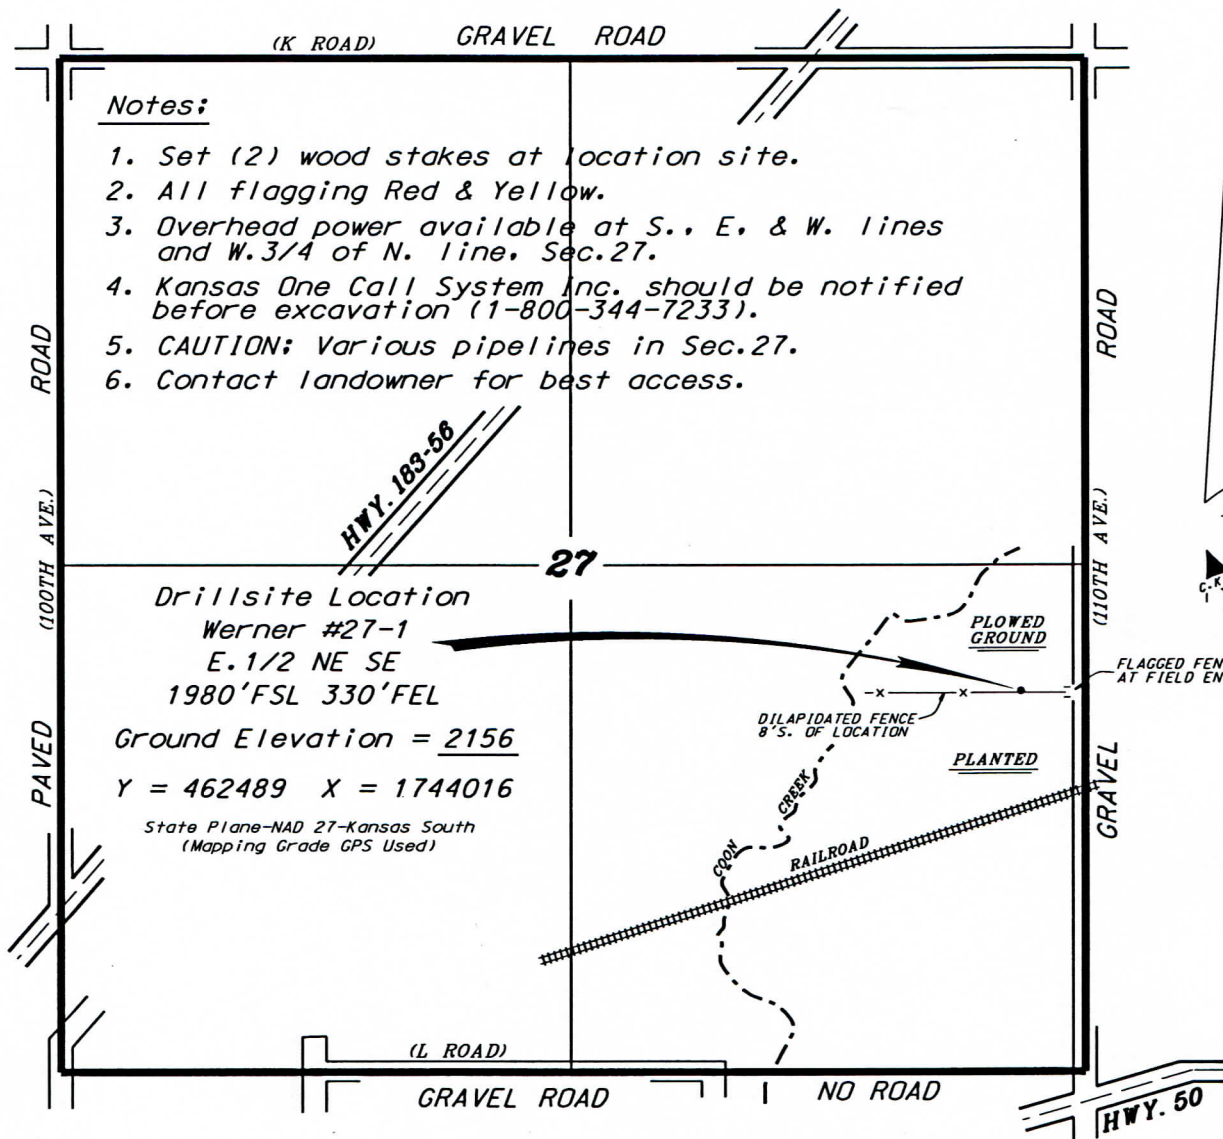 (K ROAD) GRAVEL ROAD
Notes:
1. Set (2) wood stakes at location site.
2. All flagging Red & Yellow.
3. Overhead power available at S., E. & W. lines
and W.3/4 of N. line, Sec.27.
4. Kansas One Call System Inc. should be notified
before excavation (1-800-344-7233).
5. CAUTION: Various pipelines in Sec.27.
6. Contact landowner for best access.
PAVED (100TH AVE.) ROAD
GRAVEL (110TH AVE.) ROAD
HWY. 183-56
27
Drillsite Location
Werner #27-1
E.1/2 NE SE
1980'FSL 330'FEL
Ground Elevation = 2156
Y = 462489 X = 1744016
State Plane-NAD 27-Kansas South
(Mapping Grade GPS Used)
PLOWED
GROUND
FLAGGED FEN
AT FIELD EN
DILAPIDATED FENCE
8'S. OF LOCATION
PLANTED
COON CREEK
RAILROAD
(L ROAD)
GRAVEL ROAD
NO ROAD
HWY. 50